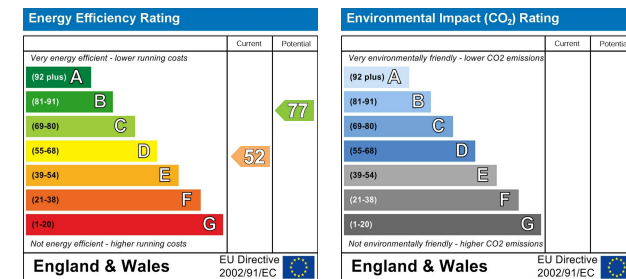 Energy Efficiency Rating
Current Potential
Very energy efficient - lower running costs
(92 plus) A
(81-91) B
(69-80) C
(55-68) D
(39-54) E
(21-38) F
(1-20) G
77
52
Not energy efficient - higher running costs
England & Wales
EU Directive
2002/91/EC
Environmental Impact (CO2) Rating
Current Potential
Very environmentally friendly - lower CO2 emissions
(92 plus) A
(81-91) B
(69-80) C
(55-68) D
(39-54) E
(21-38) F
(1-20) G
Not environmentally friendly - higher CO2 emissions
England & Wales
EU Directive
2002/91/EC